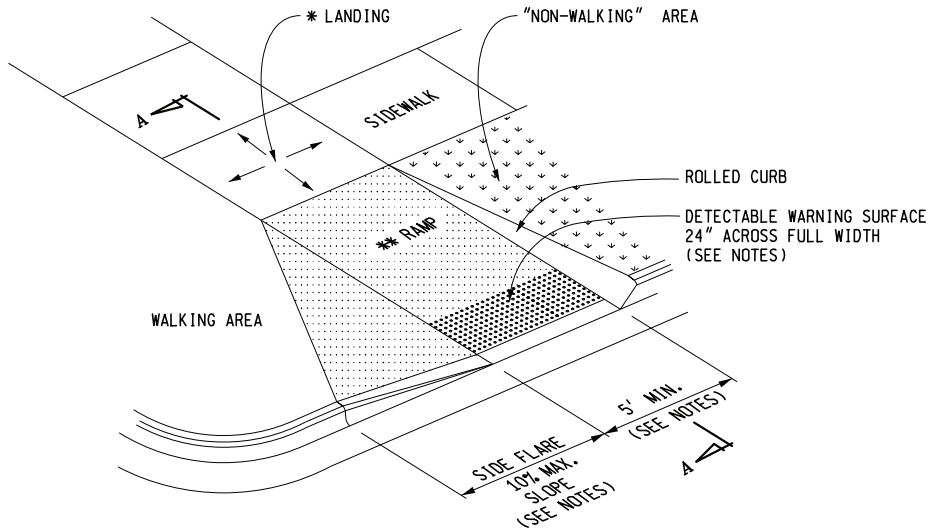 * LANDING
"NON-WALKING" AREA
A
SIDEWALK
ROLLED CURB
DETECTABLE WARNING SURFACE
24" ACROSS FULL WIDTH
(SEE NOTES)
** RAMP
WALKING AREA
5' MIN.
(SEE NOTES)
SIDE FLARE
10% MAX.
SLOPE
(SEE NOTES)
A